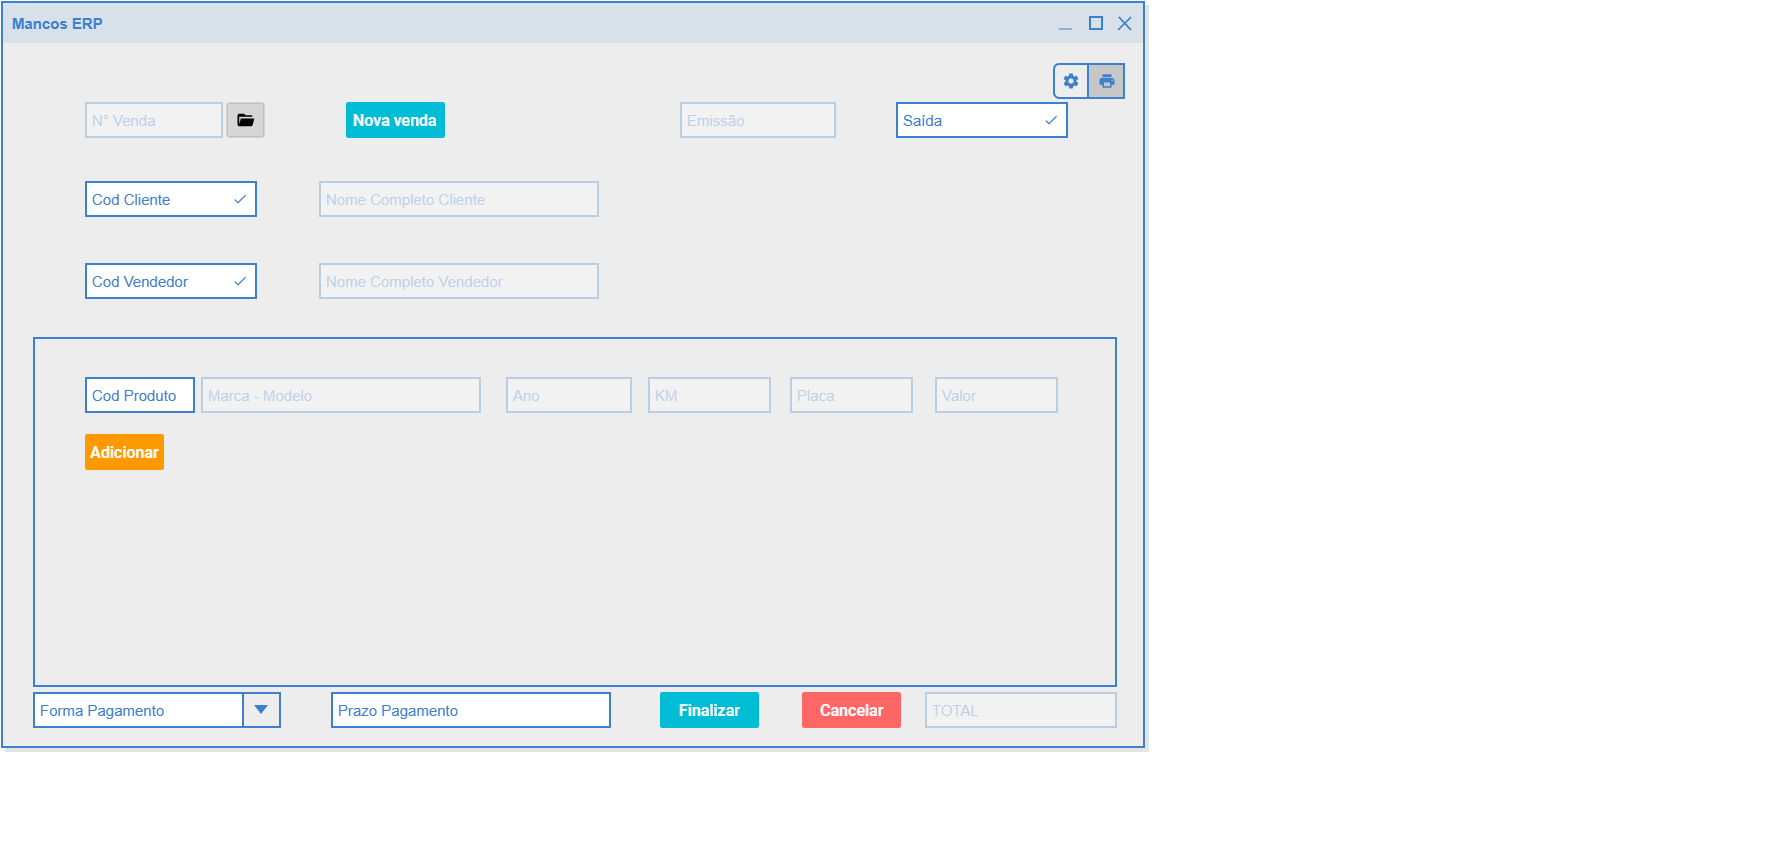 Mancos ERP
N° Venda
Nova venda
Emissão
Saída
Cod Cliente
Nome Completo Cliente
Cod Vendedor
Nome Completo Vendedor
Cod Produto
Marca - Modelo
Ano
KM
Placa
Valor
Adicionar
Forma Pagamento
Prazo Pagamento
Finalizar
Cancelar
TOTAL